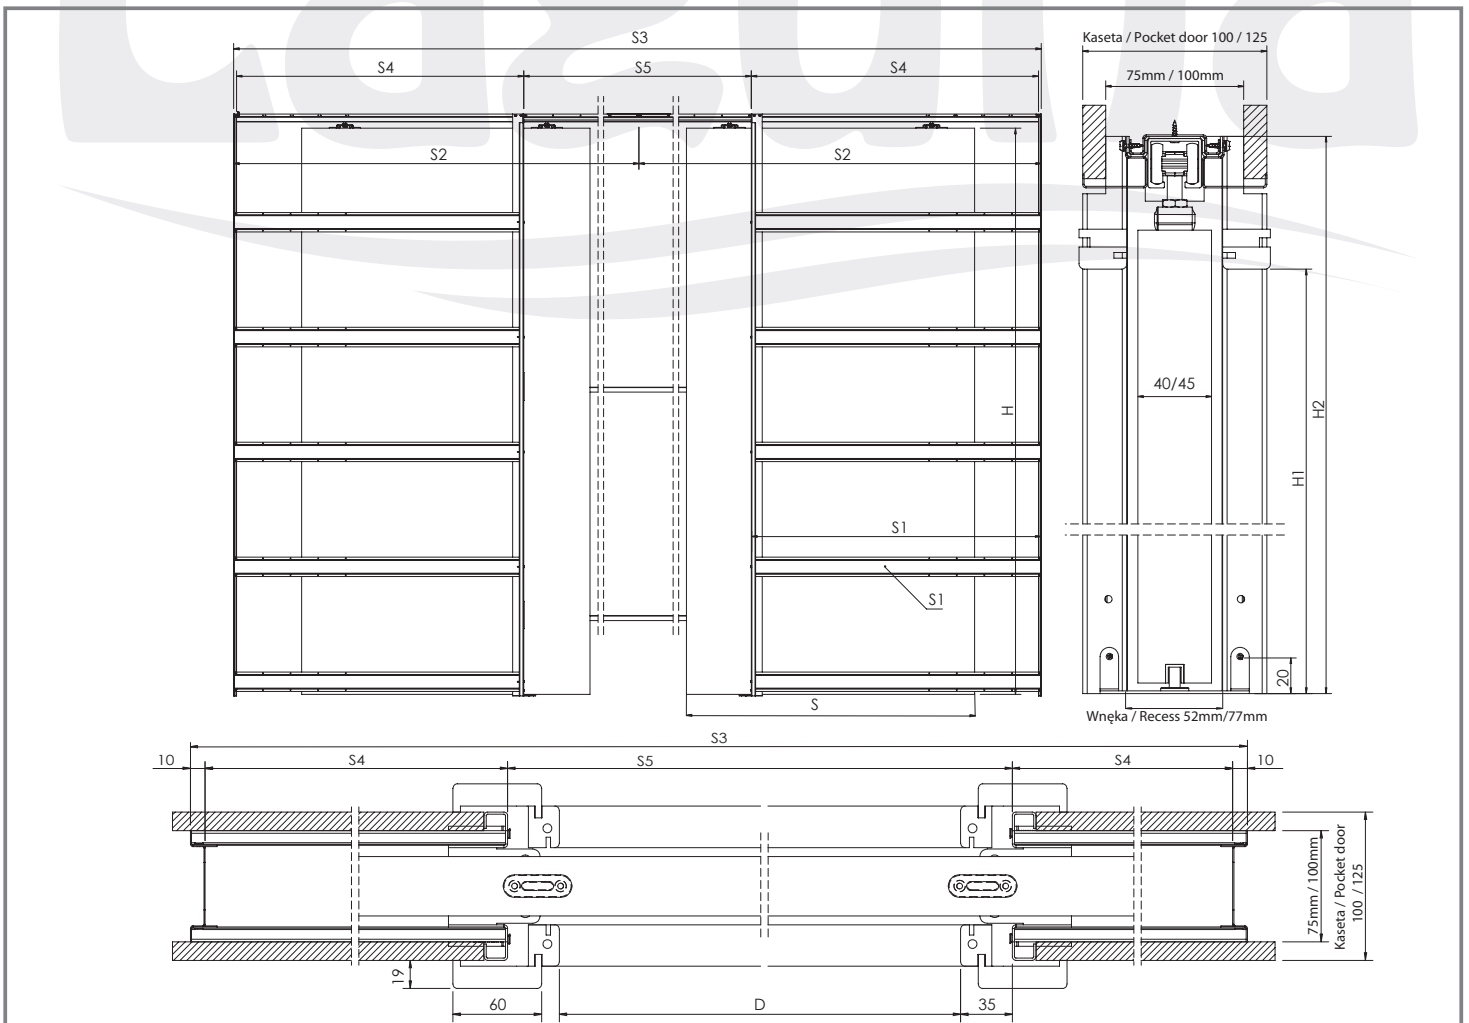 Laguna
S3
Kaseta / Pocket door 100 / 125
S4
S5
S4
75mm / 100mm
S2
S2
40/45
H
H2
H1
S1
S1
20
S
Wnęka / Recess 52mm/77mm
S3
10
S4
S5
S4
10
75mm / 100mm
Kaseta / Pocket door
100 / 125
19
60
D
35